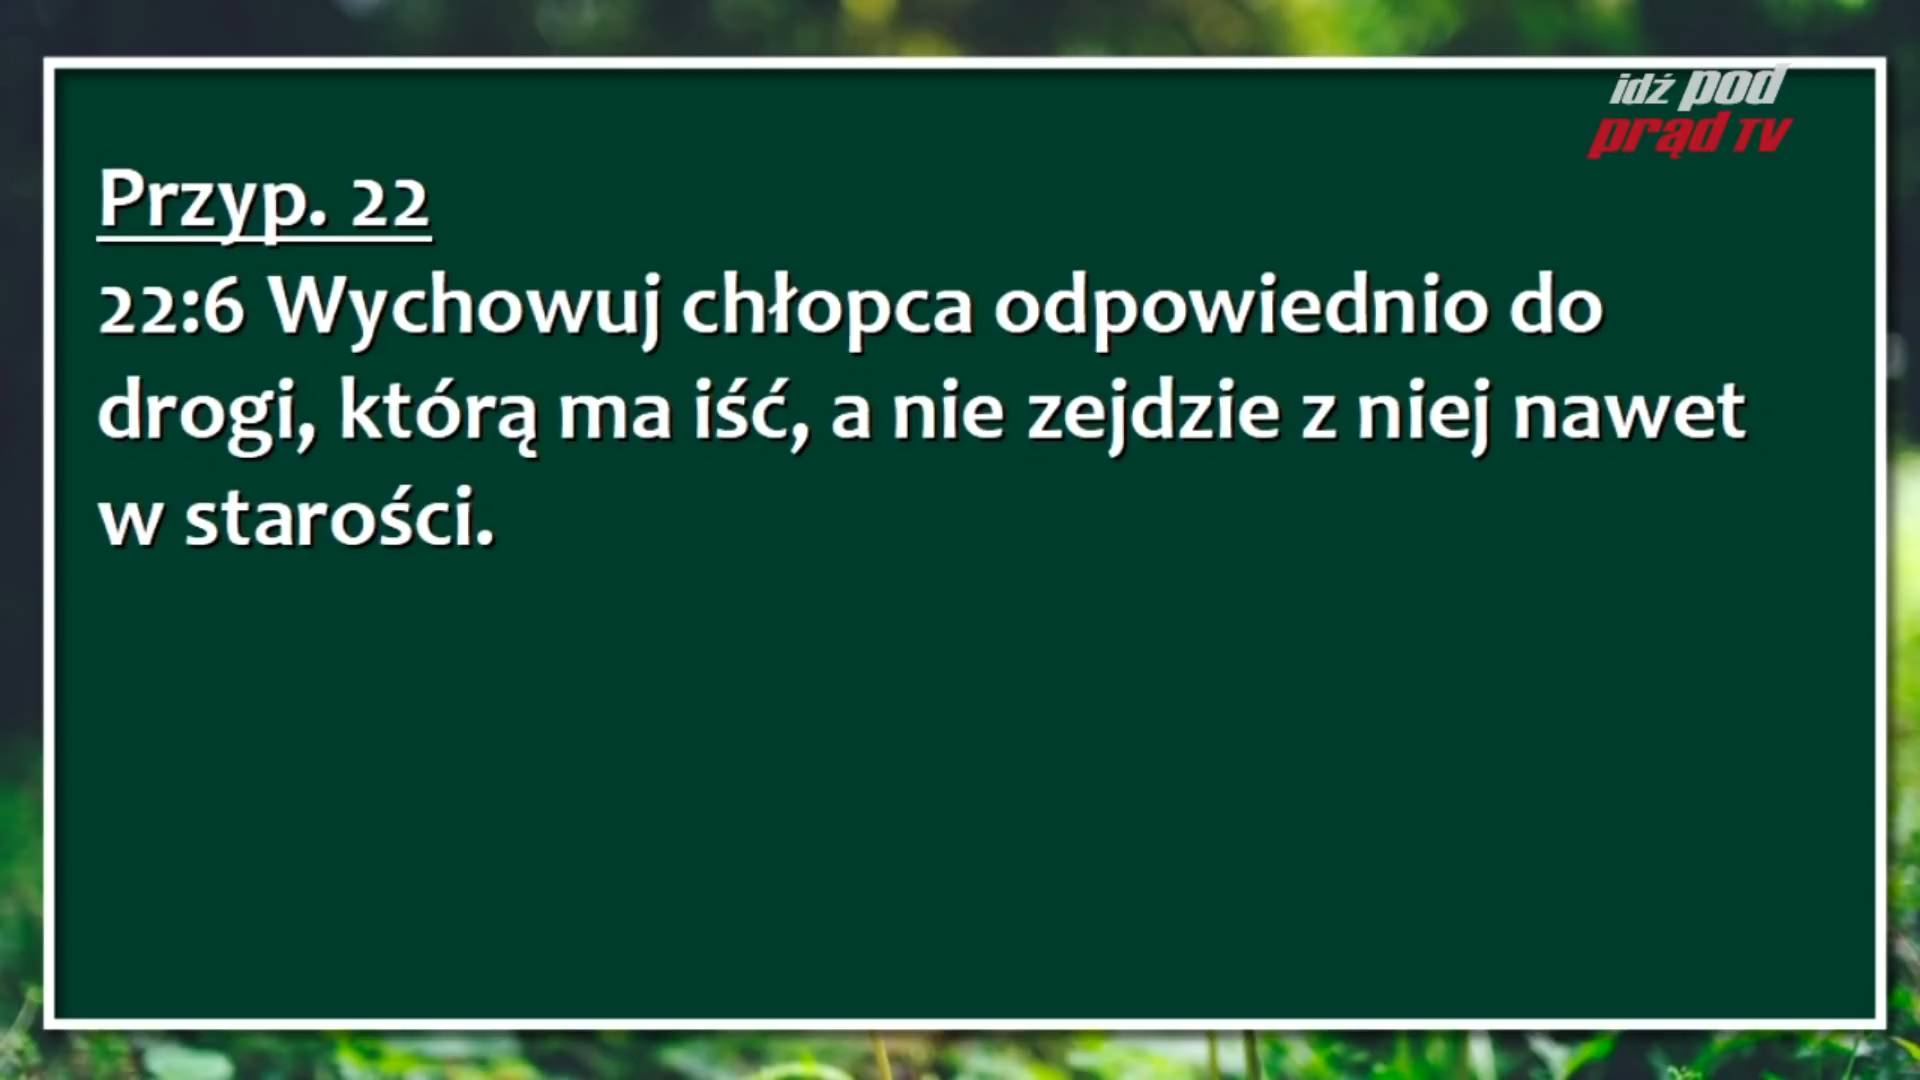 idź pod
prąd TV
Przyp. 22
22:6 Wychowuj chłopca odpowiednio do
drogi, którą ma iść, a nie zejdzie z niej nawet
w starości.